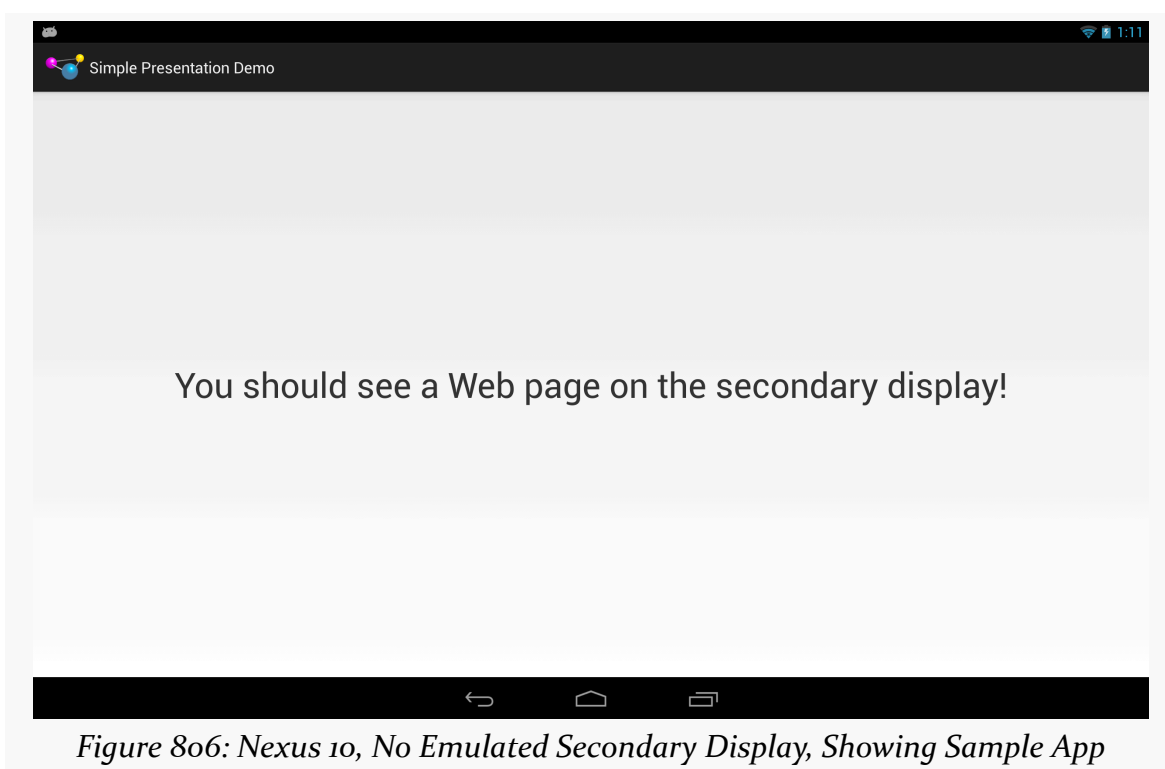 1:11
Simple Presentation Demo
You should see a Web page on the secondary display!
Figure 806: Nexus 10, No Emulated Secondary Display, Showing Sample App